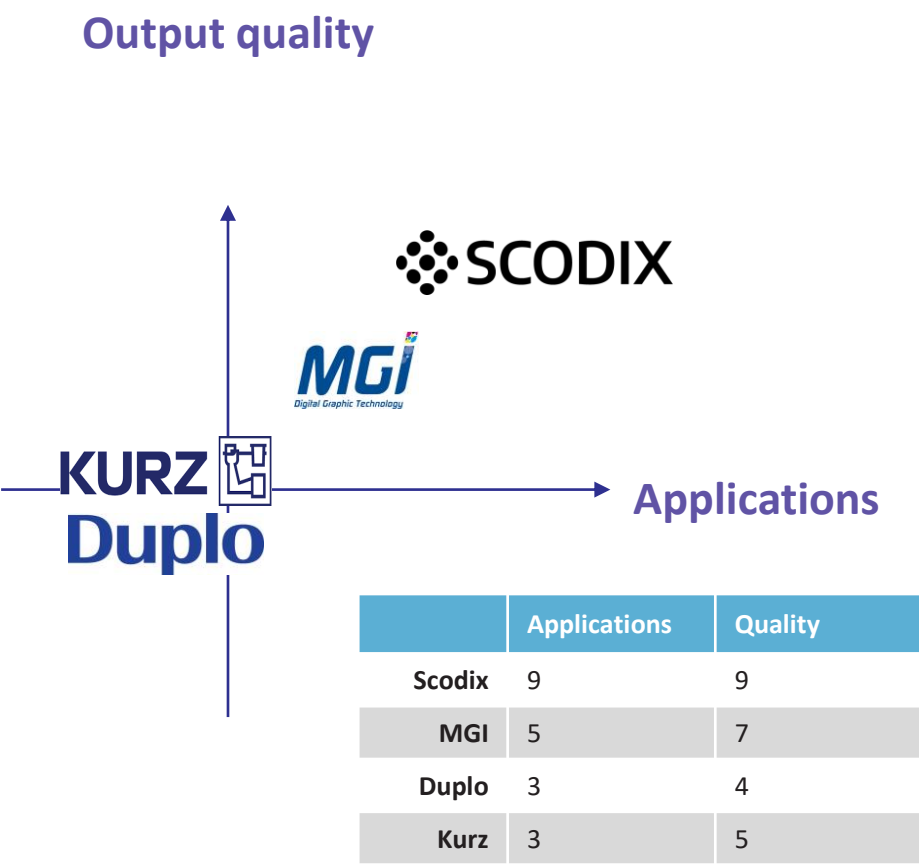 Output quality
SCODIX
MGI
Digital Graphic Technology
KURZ
Duplo
Applications
Applications Quality
Scodix 9 9
MGI 5 7
Duplo 3 4
Kurz 3 5